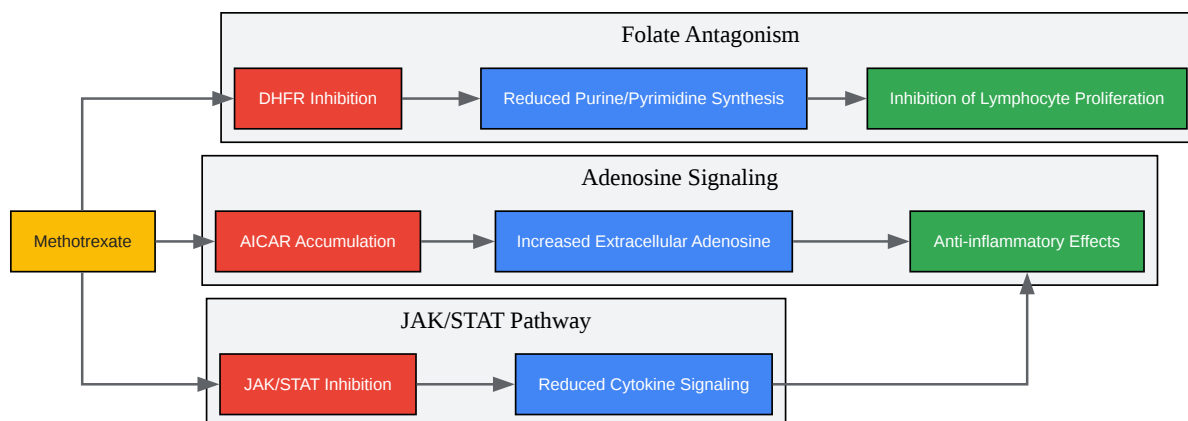 Folate Antagonism
DHFR Inhibition
Reduced Purine/Pyrimidine Synthesis
Inhibition of Lymphocyte Proliferation
Adenosine Signaling
Methotrexate
AICAR Accumulation
Increased Extracellular Adenosine
Anti-inflammatory Effects
JAK/STAT Pathway
JAK/STAT Inhibition
Reduced Cytokine Signaling